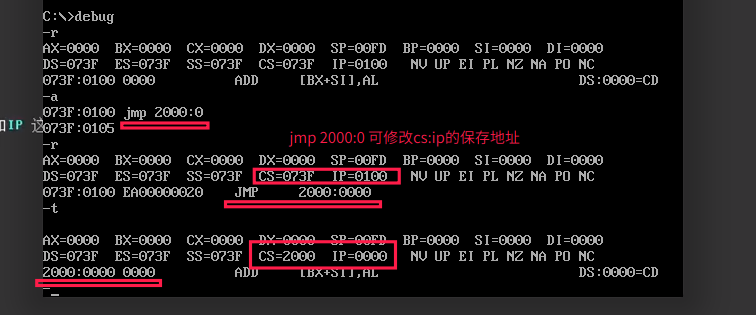 C:\>debug
-r
AX=0000 BX=0000 CX=0000 DX=0000 SP=00FD BP=0000 SI=0000 DI=0000
DS=073F ES=073F SS=073F CS=073F IP=0100 NV UP EI PL NZ NA PO NC
073F:0100 0000 ADD [BX+SI],AL DS:0000=CD
-a
073F:0100 jmp 2000:0
和IP 这
073F:0105
jmp 2000:0 可修改cs:ip的保存地址
-r
AX=0000 BX=0000 CX=0000 DX=0000 SP=00FD BP=0000 SI=0000 DI=0000
DS=073F ES=073F SS=073F CS=073F IP=0100 NV UP EI PL NZ NA PO NC
073F:0100 EA00000020 JMP 2000:0000
-t
AX=0000 BX=0000 CX=0000 DX=0000 SP=00FD BP=0000 SI=0000 DI=0000
DS=073F ES=073F SS=073F CS=2000 IP=0000 NV UP EI PL NZ NA PO NC
2000:0000 0000 ADD [BX+SI],AL DS:0000=CD
-